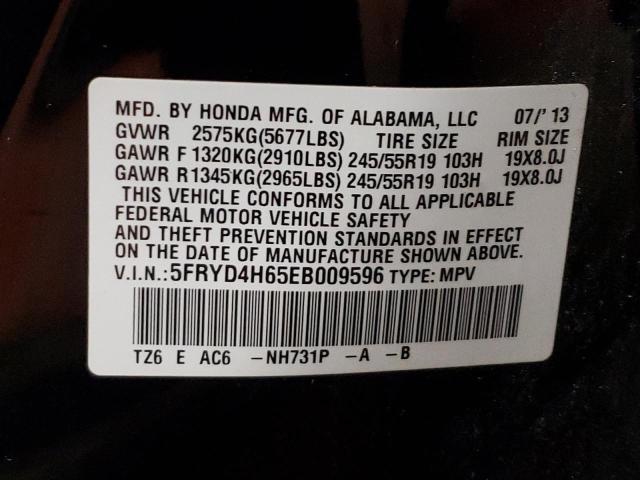 MFD. BY HONDA MFG. OF ALABAMA, LLC 07/'13
GVWR 2575KG(5677LBS) TIRE SIZE RIM SIZE
GAWR F 1320KG(2910LBS) 245/55R19 103H 19X8.0J
GAWR R 1345KG(2965LBS) 245/55R19 103H 19X8.0J
THIS VEHICLE CONFORMS TO ALL APPLICABLE
FEDERAL MOTOR VEHICLE SAFETY
AND THEFT PREVENTION STANDARDS IN EFFECT
ON THE DATE OF MANUFACTURE SHOWN ABOVE.
V.I.N.:5FRYD4H65EB009596 TYPE: MPV
TZ6 E AC6 -NH731P -A -B